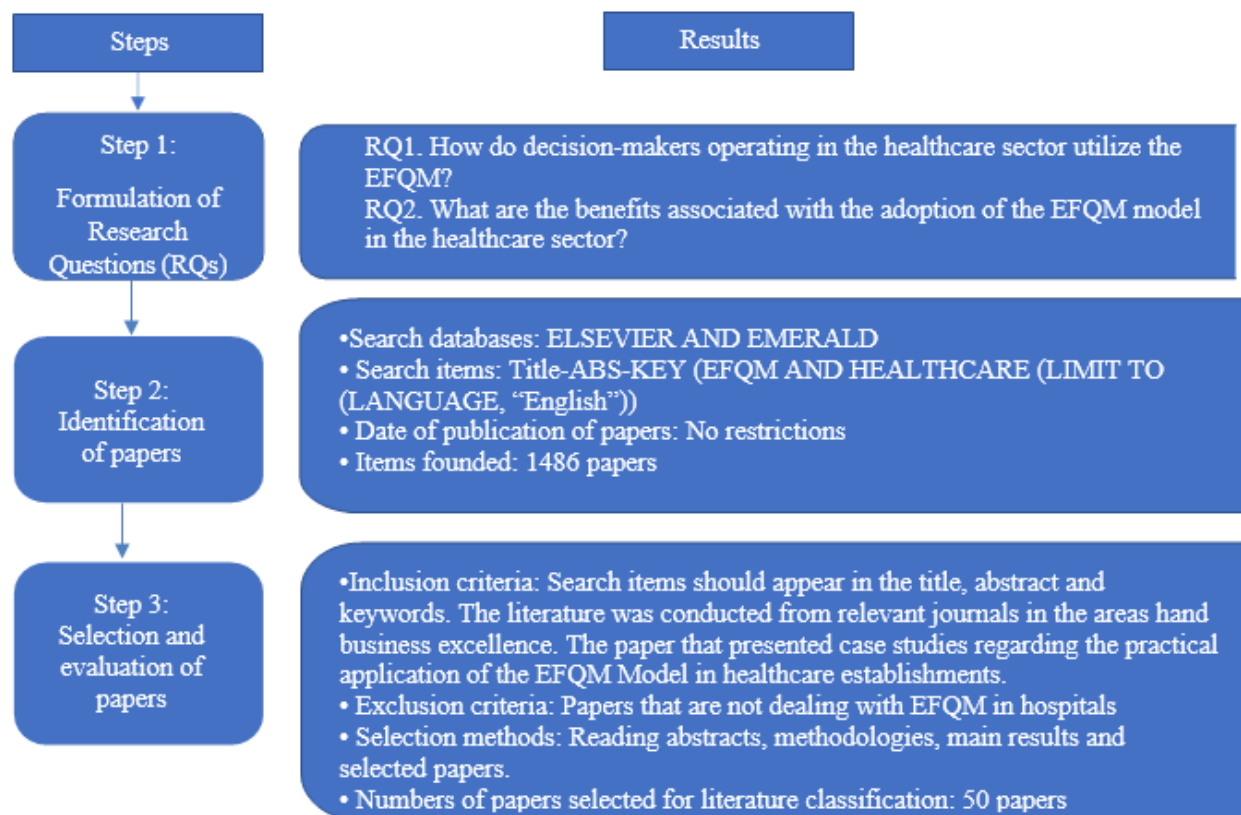 Steps
Results
Step 1:
Formulation of
Research
Questions (RQs)
RQ1. How do decision-makers operating in the healthcare sector utilize the
EFQM?
RQ2. What are the benefits associated with the adoption of the EFQM model
in the healthcare sector?
Step 2:
Identification
of papers
•Search databases: ELSEVIER AND EMERALD
• Search items: Title-ABS-KEY (EFQM AND HEALTHCARE (LIMIT TO
(LANGUAGE, “English”))
• Date of publication of papers: No restrictions
• Items founded: 1486 papers
Step 3:
Selection and
evaluation of
papers
•Inclusion criteria: Search items should appear in the title, abstract and
keywords. The literature was conducted from relevant journals in the areas hand
business excellence. The paper that presented case studies regarding the practical
application of the EFQM Model in healthcare establishments.
• Exclusion criteria: Papers that are not dealing with EFQM in hospitals
• Selection methods: Reading abstracts, methodologies, main results and
selected papers.
• Numbers of papers selected for literature classification: 50 papers